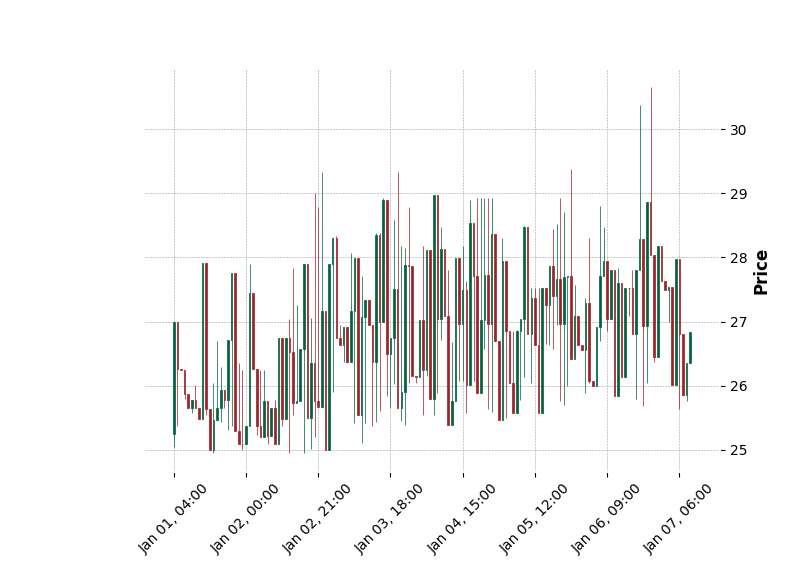 30
29
28
27
26
25
Price
Jan 01, 04:00
Jan 02, 00:00
Jan 02, 21:00
Jan 03, 18:00
Jan 04, 15:00
Jan 05, 12:00
Jan 06, 09:00
Jan 07, 06:00